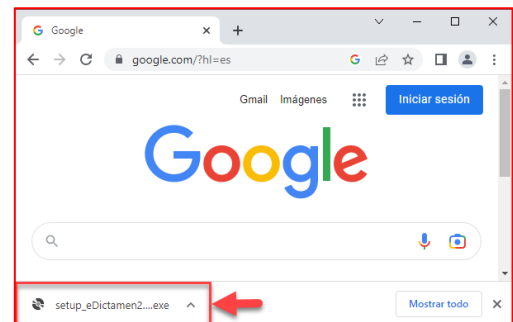 Google
google.com/?hl=es
Gmail Imágenes Iniciar sesión
Google
setup_eDictamen2....exe Mostrar todo